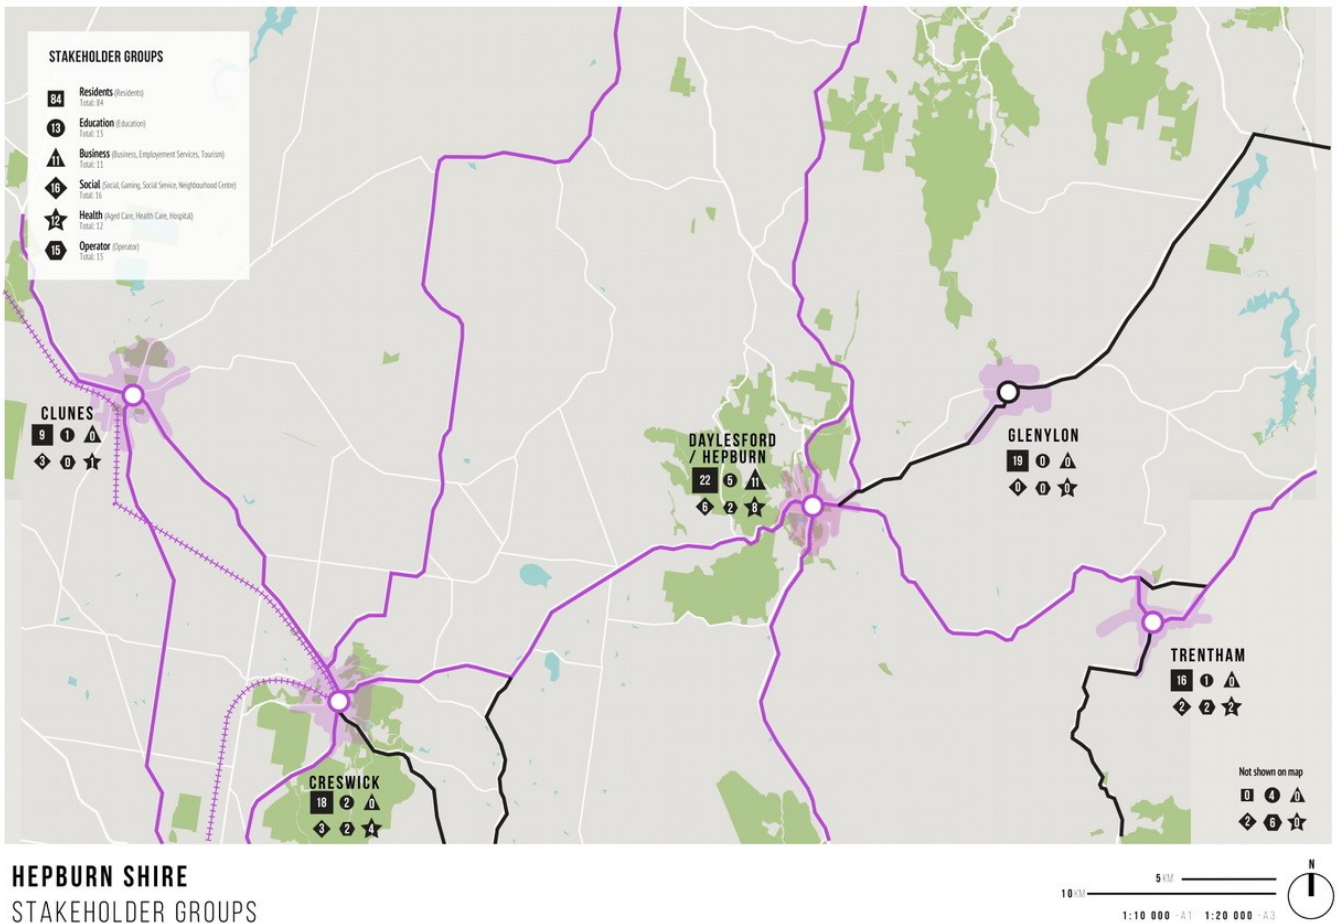 STAKEHOLDER GROUPS
84 Residents (Residents)
Total: 84
13 Education (Education)
Total: 13
11 Business (Business, Employement Services, Tourism)
Total: 11
16 Social (Social, Gaming, Social Service, Neighbourhood Centre)
Total: 16
12 Health (Aged Care, Health Care, Hospital)
Total: 12
15 Operator (Operator)
Total: 15
CLUNES
9 1 0
3 0 1
DAYLESFORD
/ HEPBURN
22 5 11
6 2 8
GLENYLON
19 0 0
0 0 0
TRENTHAM
16 1 0
2 2 2
CRESWICK
18 2 0
3 2 4
Not shown on map
0 4 0
2 6 0
HEPBURN SHIRE
STAKEHOLDER GROUPS
N
5 KM
10 KM
1:10 000 -A1 1:20 000 -A3